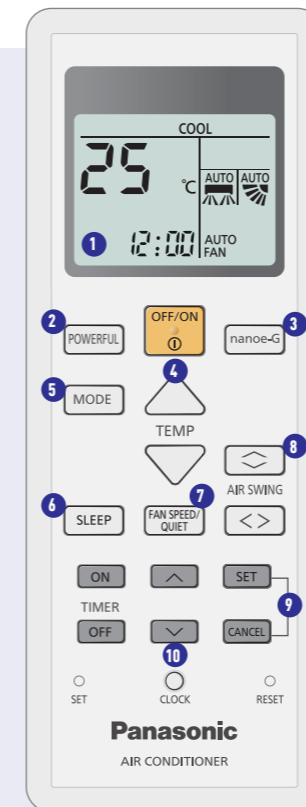 COOL
25 °C AUTO AUTO
1 12:00 AUTO
FAN
2 POWERFUL OFF/ON nanoe-G 3
5 MODE 4
TEMP
8
AIR SWING
6 SLEEP FAN SPEED/ 7
QUIET
< >
ON SET
TIMER 9
OFF CANCEL
10
SET CLOCK RESET
Panasonic
AIR CONDITIONER